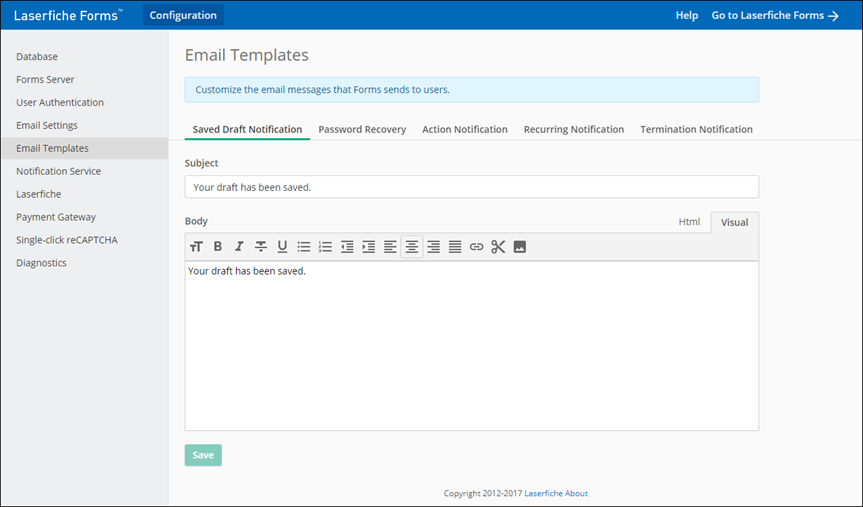 Laserfiche Forms™ Configuration Help Go to Laserfiche Forms
Database
Forms Server
User Authentication
Email Settings
Email Templates
Notification Service
Laserfiche
Payment Gateway
Single-click reCAPTCHA
Diagnostics
Email Templates
Customize the email messages that Forms sends to users.
Saved Draft Notification Password Recovery Action Notification Recurring Notification Termination Notification
Subject
Your draft has been saved.
Body Html Visual
Your draft has been saved.
Save
Copyright 2012-2017 Laserfiche About